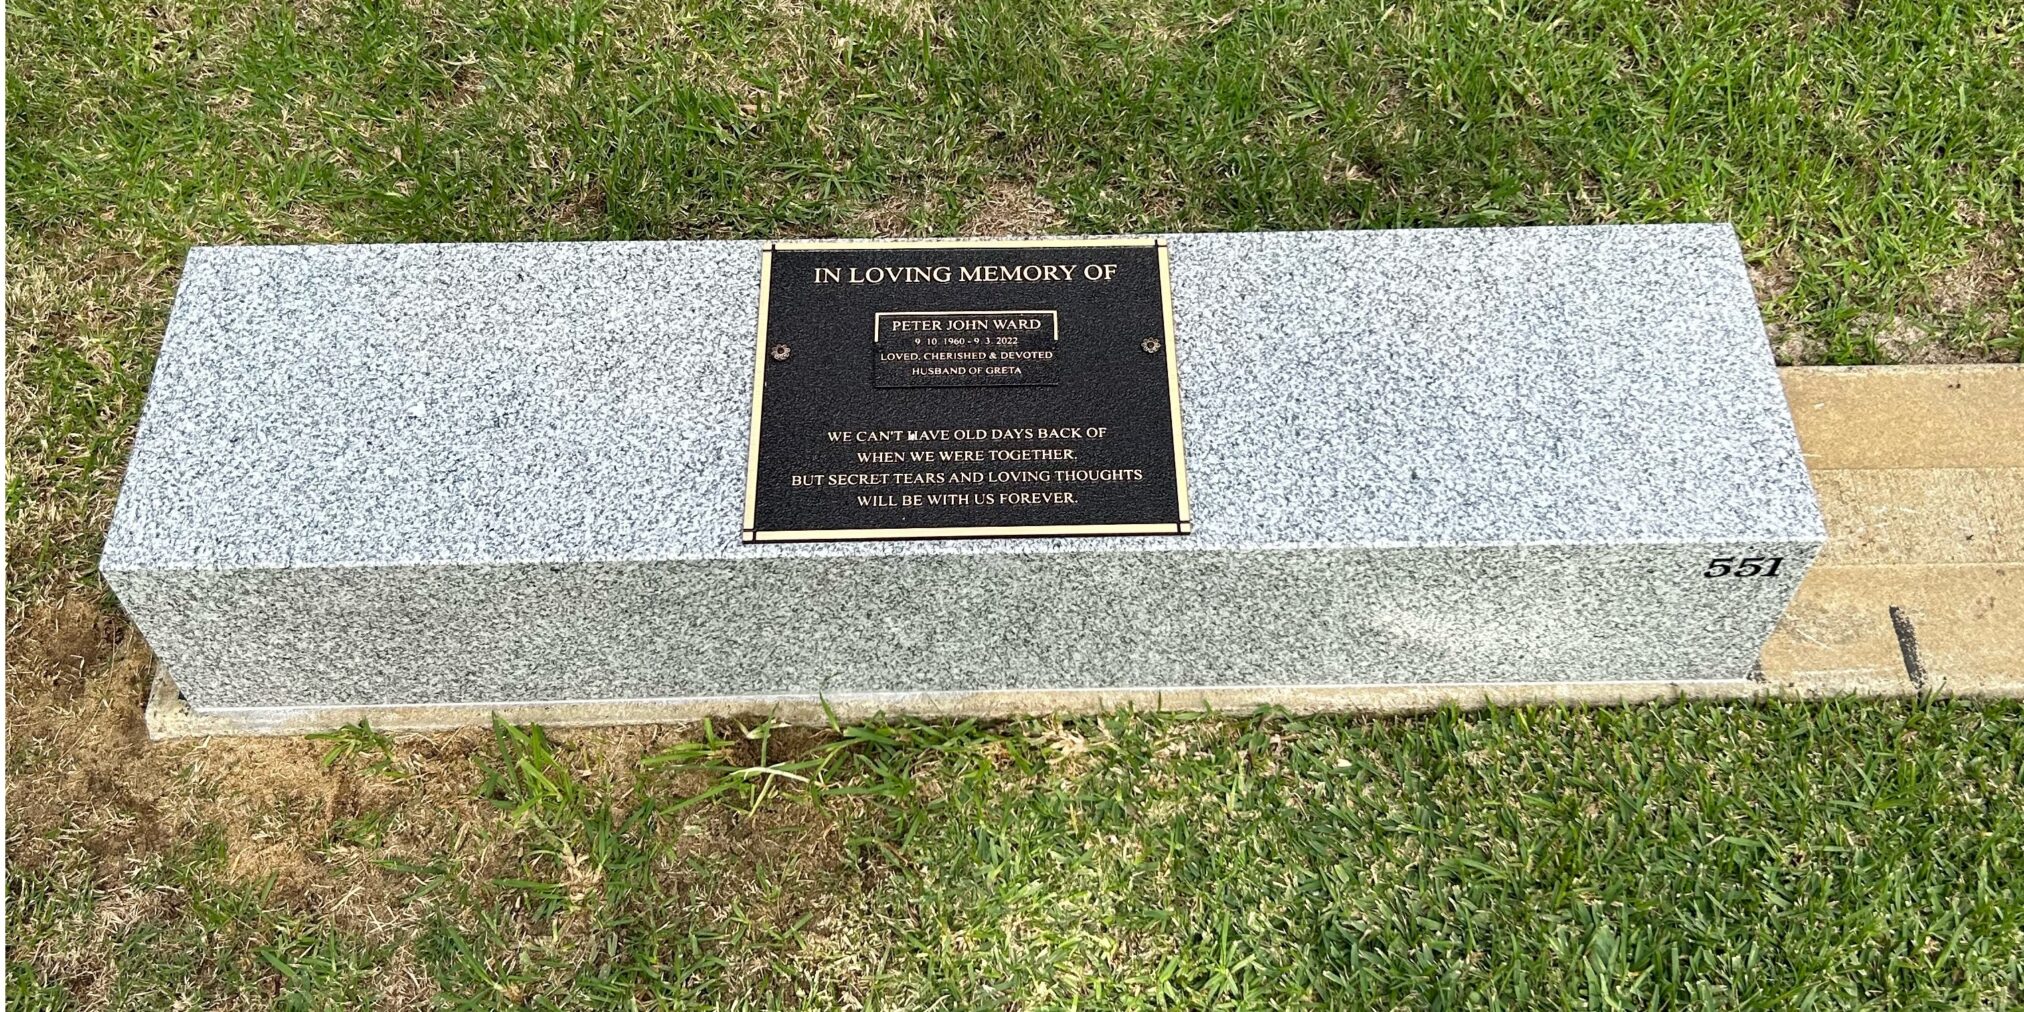 IN LOVING MEMORY OF
PETER JOHN WARD
9 10 1960 - 9 3 2022
LOVED, CHERISHED & DEVOTED
HUSBAND OF GRETA
WE CAN'T HAVE OLD DAYS BACK OF
WHEN WE WERE TOGETHER.
BUT SECRET TEARS AND LOVING THOUGHTS
WILL BE WITH US FOREVER.
551